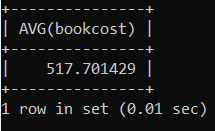 +---------------+
| AVG(bookcost) |
+---------------+
|    517.701429 |
+---------------+
1 row in set (0.01 sec)